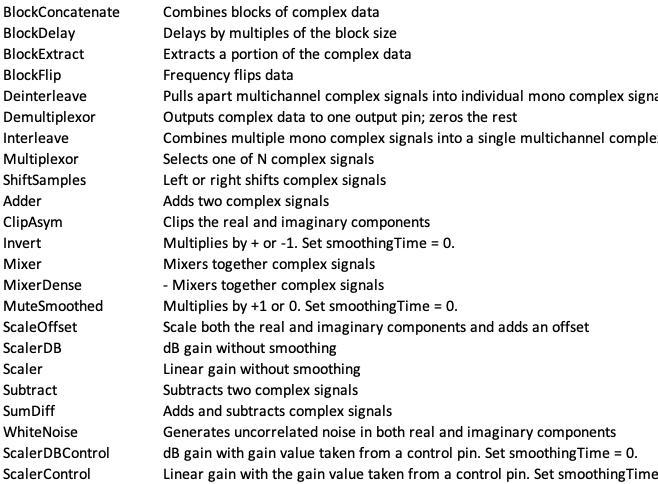 BlockConcatenate Combines blocks of complex data
BlockDelay Delays by multiples of the block size
BlockExtract Extracts a portion of the complex data
BlockFlip Frequency flips data
Deinterleave Pulls apart multichannel complex signals into individual mono complex signa
Demultiplexor Outputs complex data to one output pin; zeros the rest
Interleave Combines multiple mono complex signals into a single multichannel comple
Multiplexor Selects one of N complex signals
ShiftSamples Left or right shifts complex signals
Adder Adds two complex signals
ClipAsym Clips the real and imaginary components
Invert Multiplies by + or -1. Set smoothingTime = 0.
Mixer Mixers together complex signals
MixerDense - Mixers together complex signals
MuteSmoothed Multiplies by +1 or 0. Set smoothingTime = 0.
ScaleOffset Scale both the real and imaginary components and adds an offset
ScalerDB dB gain without smoothing
Scaler Linear gain without smoothing
Subtract Subtracts two complex signals
SumDiff Adds and subtracts complex signals
WhiteNoise Generates uncorrelated noise in both real and imaginary components
ScalerDBControl dB gain with gain value taken from a control pin. Set smoothingTime = 0.
ScalerControl Linear gain with the gain value taken from a control pin. Set smoothingTime